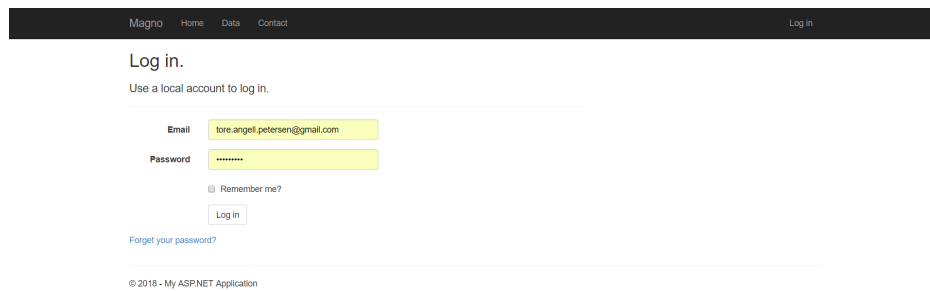 Magno Home Data Contact Log in
Log in.
Use a local account to log in.
Email tore.angell.petersen@gmail.com
Password •••••••••
Remember me?
Log in
Forget your password?
© 2018 - My ASP.NET Application